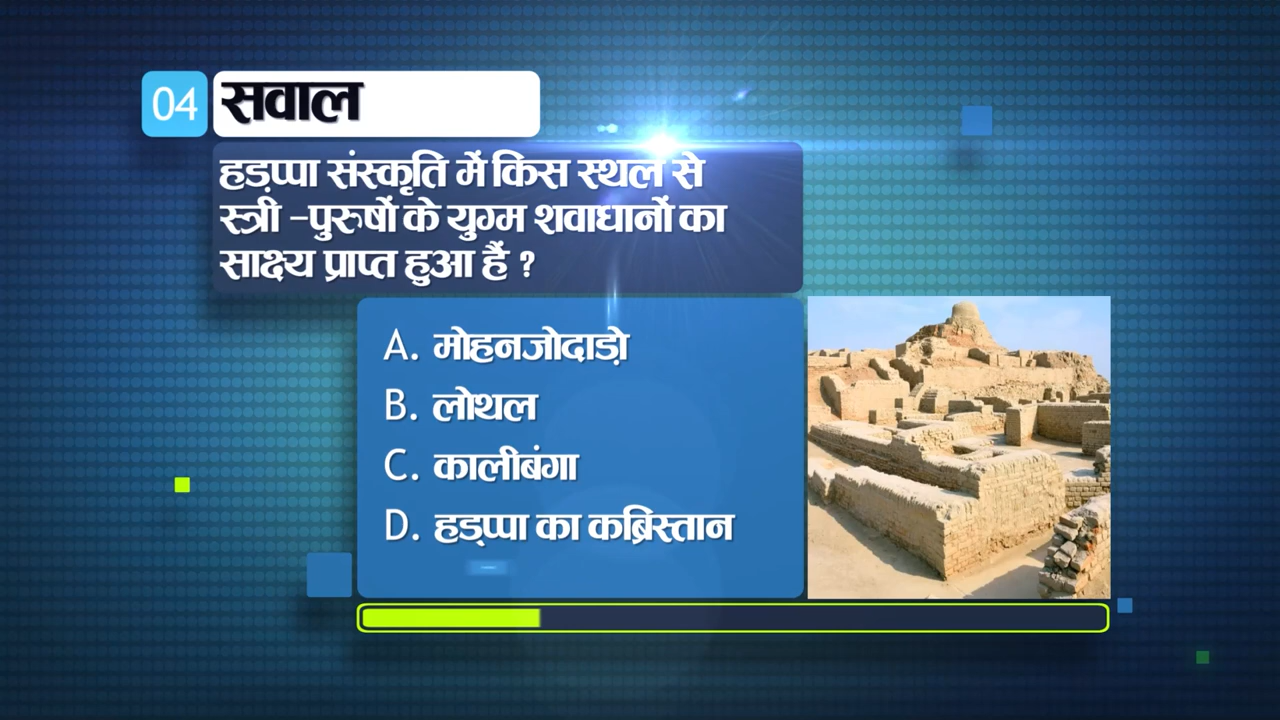 04 सवाल
हड़प्पा संस्कृति में किस स्थल से
स्त्री -पुरुषों के युग्म शवाधानों का
साक्ष्य प्राप्त हुआ हैं ?
A. मोहनजोदाड़ो
B. लोथल
C. कालीबंगा
D. हड़प्पा का कब्रिस्तान